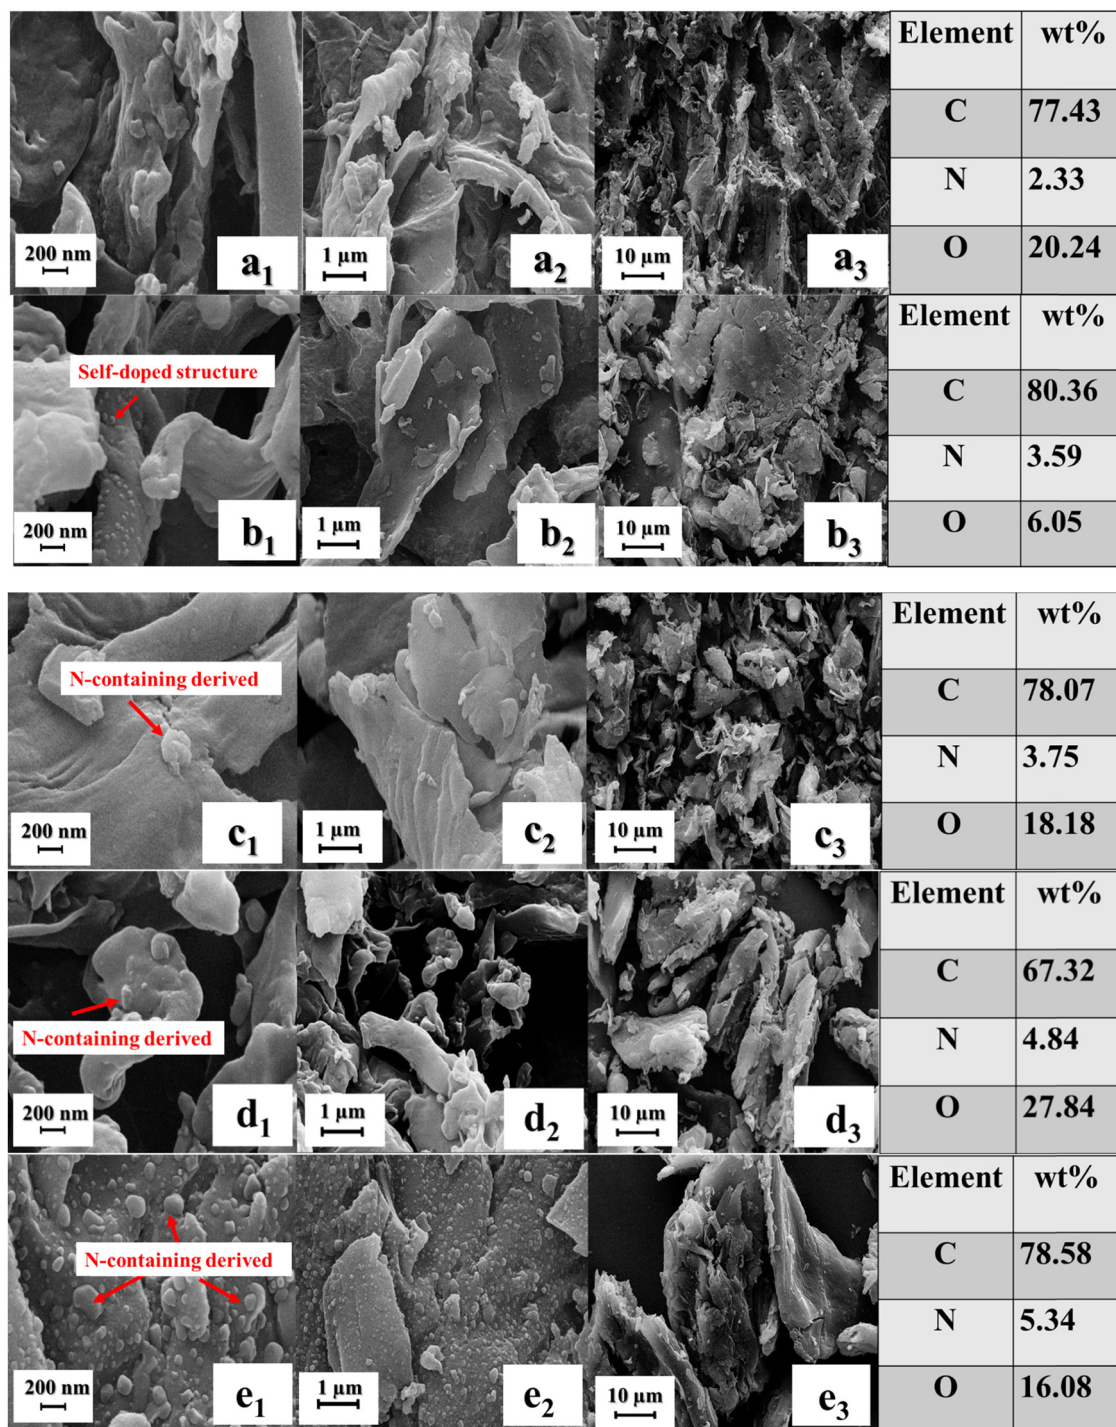 Element wt%
C 77.43
N 2.33
O 20.24
200 nm a1 1 µm a2 10 µm a3
Element wt%
C 80.36
N 3.59
O 6.05
Self-doped structure
200 nm b1 1 µm b2 10 µm b3
Element wt%
C 78.07
N 3.75
O 18.18
N-containing derived
200 nm c1 1 µm c2 10 µm c3
Element wt%
C 67.32
N 4.84
O 27.84
N-containing derived
200 nm d1 1 µm d2 10 µm d3
Element wt%
C 78.58
N 5.34
O 16.08
N-containing derived
200 nm e1 1 µm e2 10 µm e3